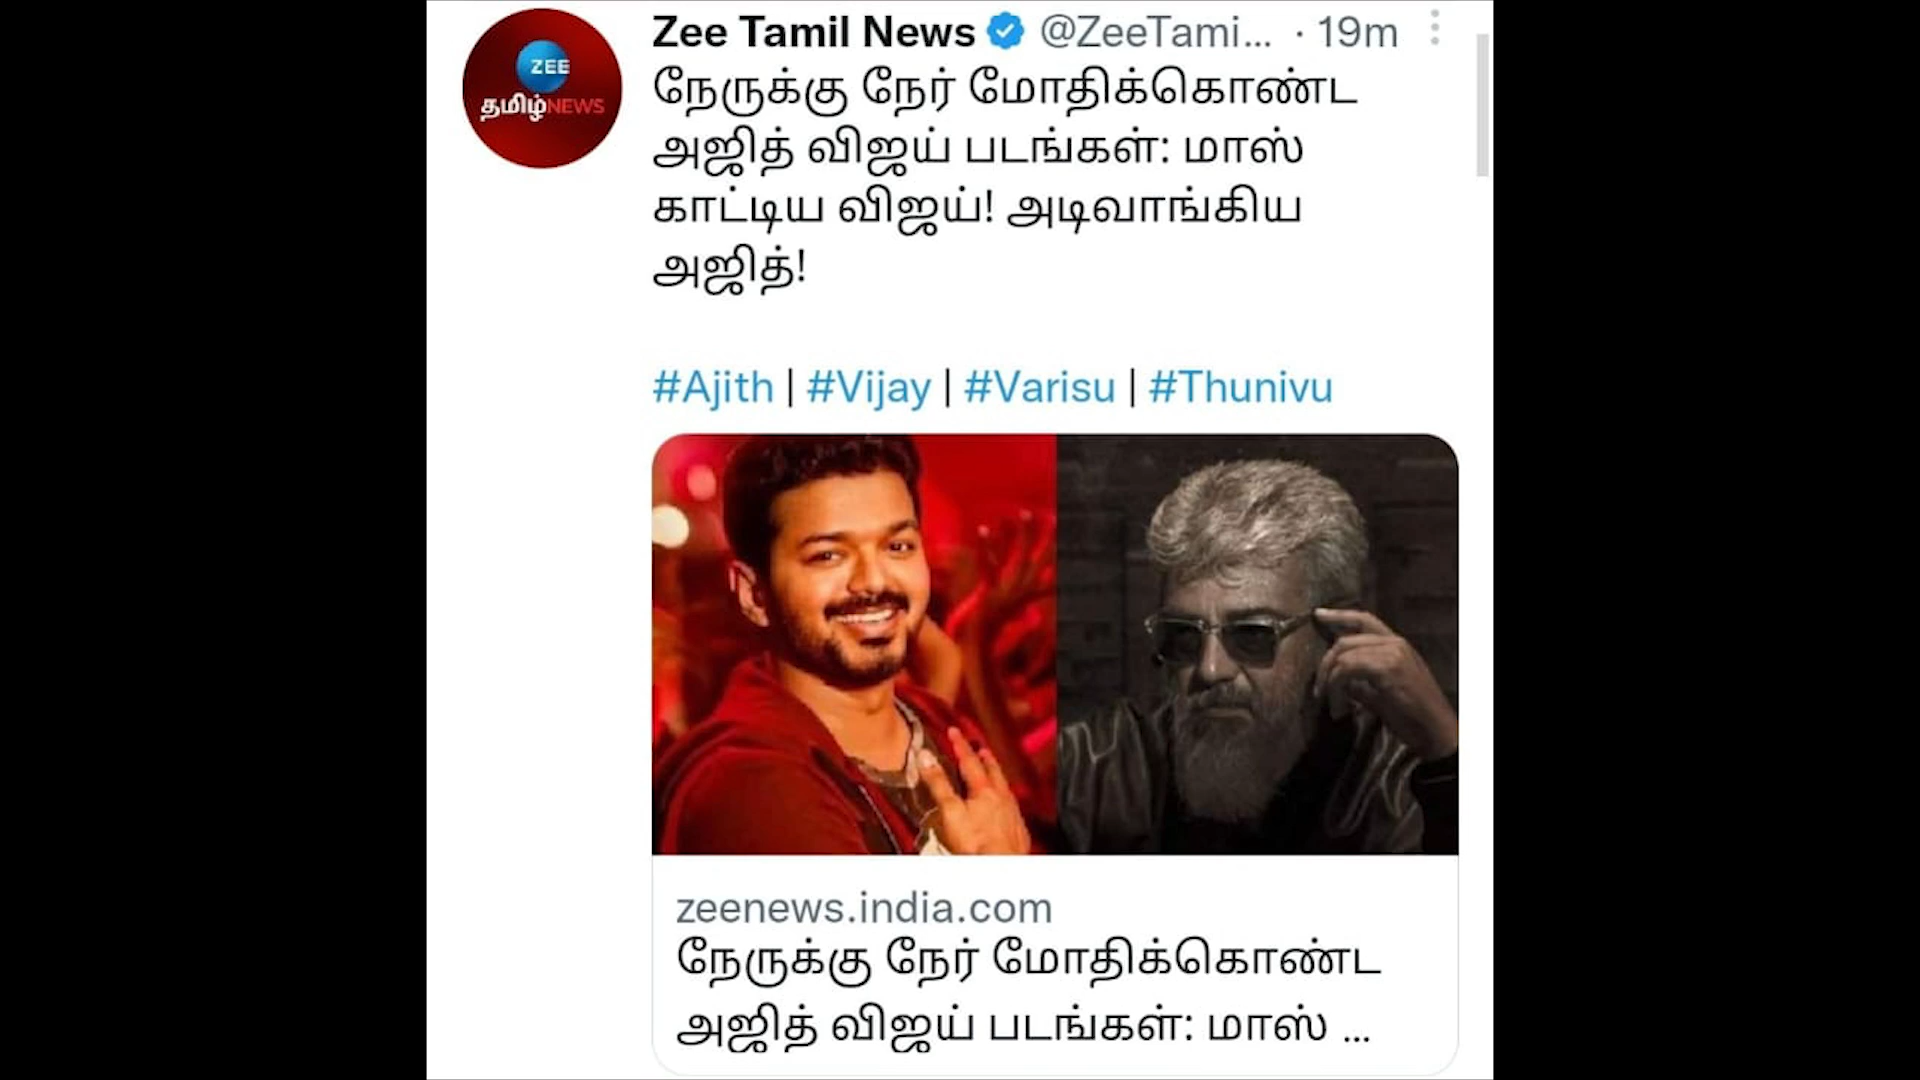 Zee Tamil News @ZeeTami... · 19m
ZEE
தமிழ்NEWS
நேருக்கு நேர் மோதிக்கொண்ட
அஜித் விஜய் படங்கள்: மாஸ்
காட்டிய விஜய்! அடிவாங்கிய
அஜித்!
#Ajith | #Vijay | #Varisu | #Thunivu
zeenews.india.com
நேருக்கு நேர் மோதிக்கொண்ட
அஜித் விஜய் படங்கள்: மாஸ் ...